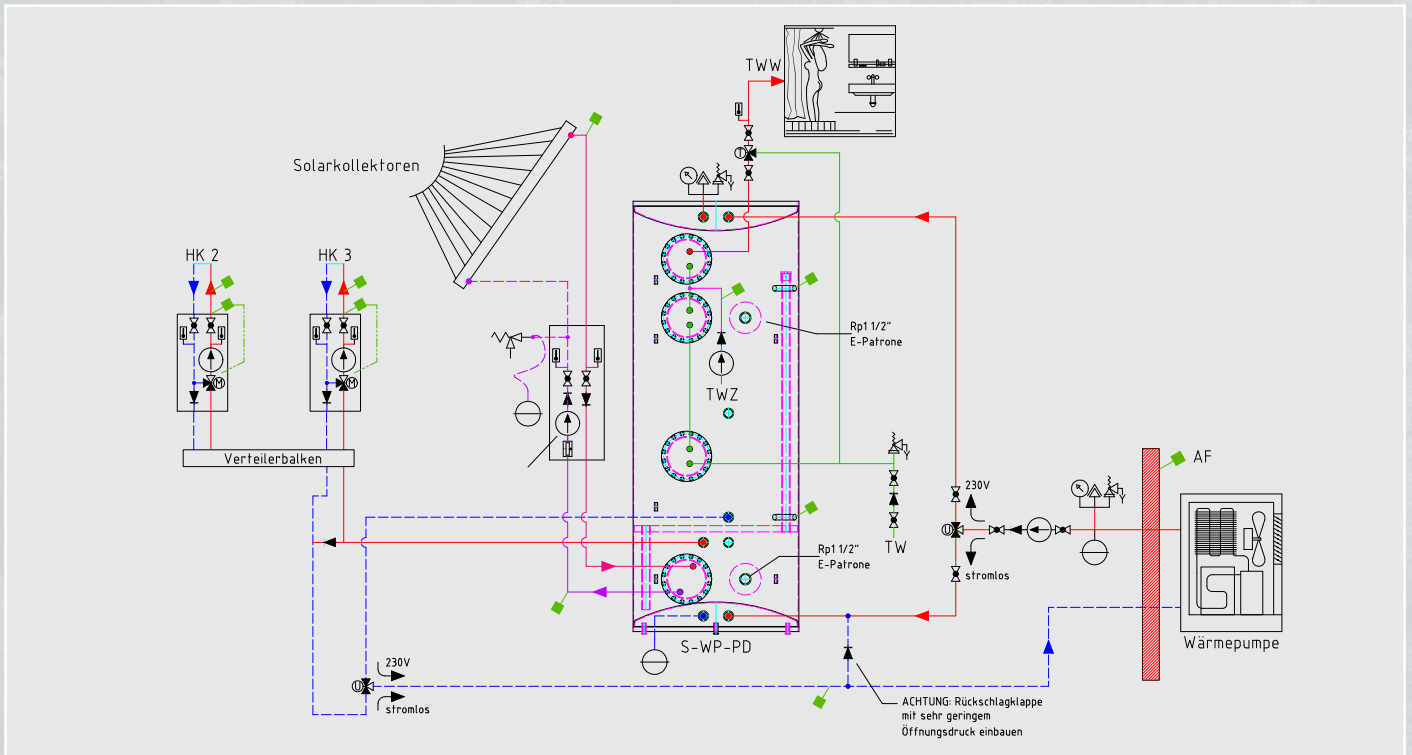 TWW
Solarkollektoren
HK 2
HK 3
T
Rp1 1/2"
E-Patrone
M
M
TWZ
Verteilerbalken
AF
230V
U
TW
stromlos
Rp1 1/2"
E-Patrone
S-WP-PD
Wärmepumpe
230V
U
stromlos
ACHTUNG: Rückschlagklappe
mit sehr geringem
Öffnungsdruck einbauen